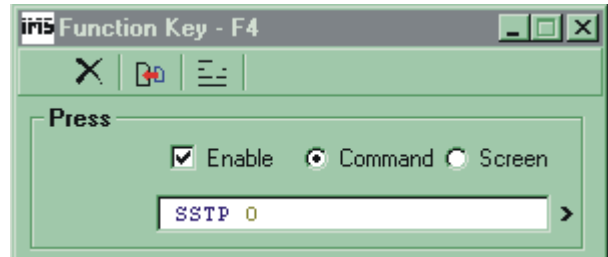 ims Function Key - F4
Press
Enable Command Screen
SSTP 0